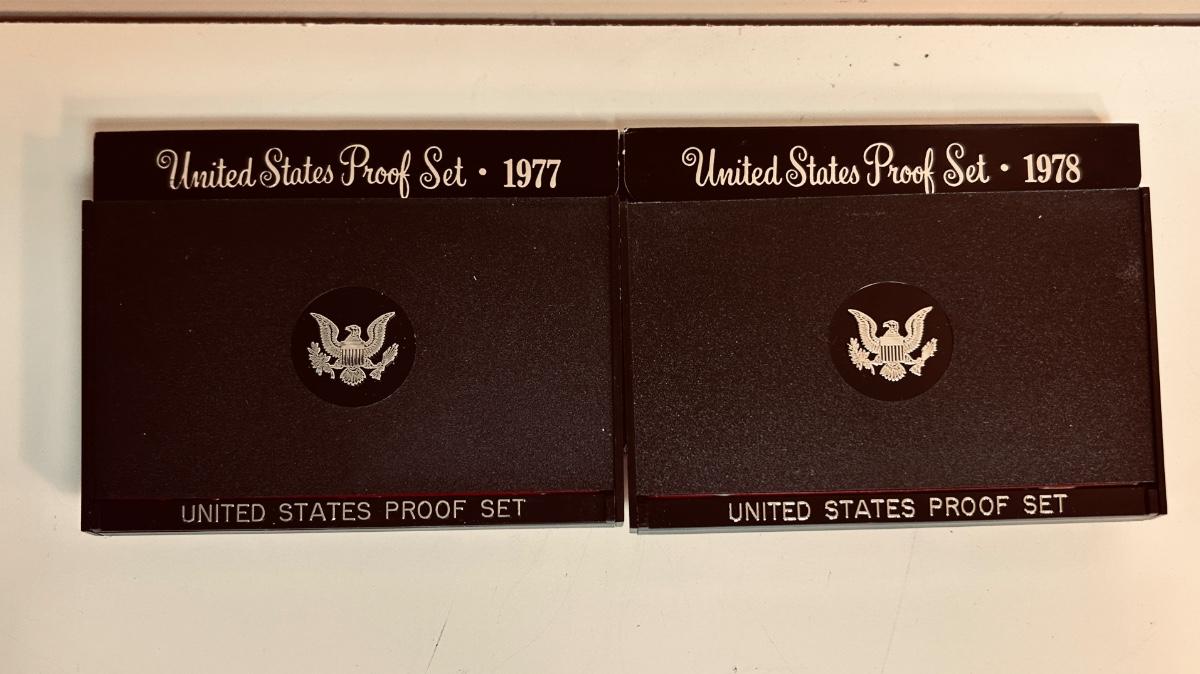 United States Proof Set • 1977
UNITED STATES PROOF SET
United States Proof Set • 1978
UNITED STATES PROOF SET